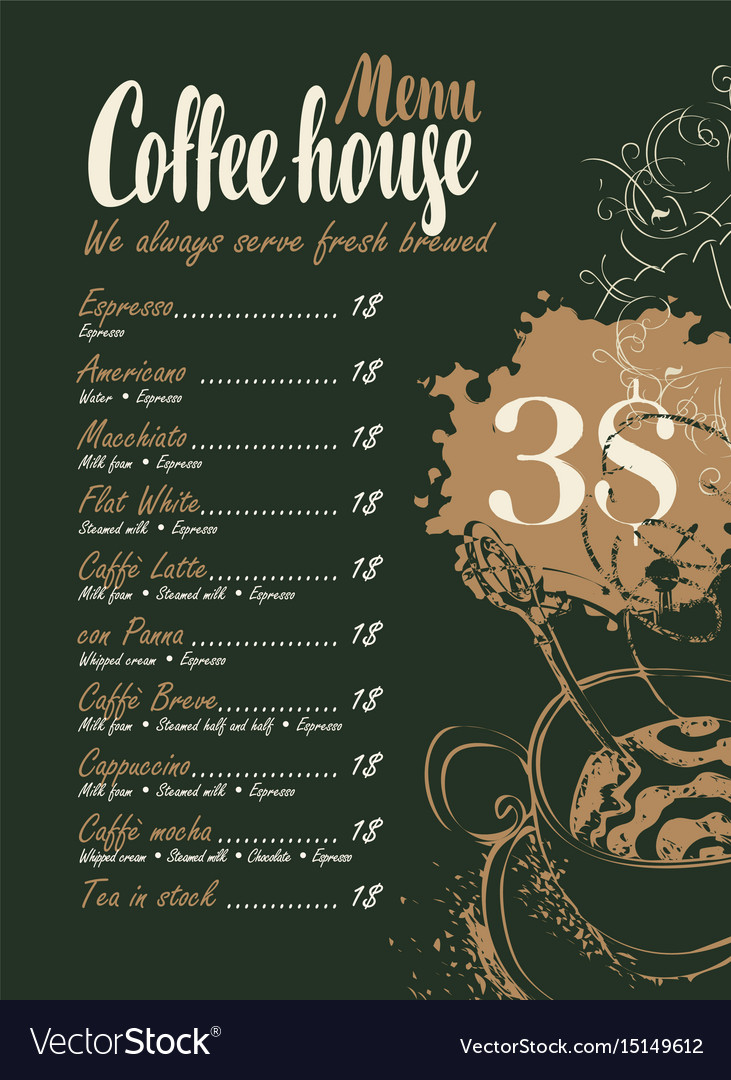 Menu
Coffee house
We always serve fresh brewed
Espresso................... 1$
Espresso
Americano ................ 1$
Water • Espresso
Macchiato................. 1$
Milk foam • Espresso
Flat White................ 1$
Steamed milk • Espresso
Caffè Latte............... 1$
Milk foam • Steamed milk • Espresso
con Panna ................. 1$
Whipped cream • Espresso
Caffè Breve.............. 1$
Milk foam • Steamed half and half • Espresso
Cappuccino................. 1$
Milk foam • Steamed milk • Espresso
Caffè mocha .............. 1$
Whipped cream • Steamed milk • Chocolate • Espresso
Tea in stock ............. 1$
3$
VectorStock®
VectorStock.com/15149612